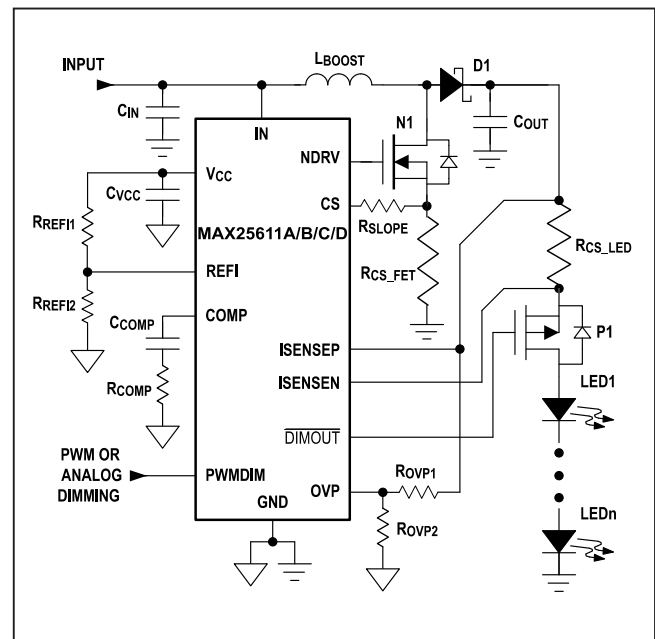 INPUT
LBOOST
D1
CIN
COUT
IN
N1
NDRV
VCC
CVCC
CS
RSLOPE
MAX25611A/B/C/D
RREFI1
RCS_LED
RCS_FET
REFI
RREFI2
COMP
CCOMP
P1
ISENSEP
RCOMP
ISENSEN
LED1
DIMOUT
PWM OR
ANALOG
DIMMING
PWMDIM
ROVP1
OVP
GND
ROVP2
LEDn